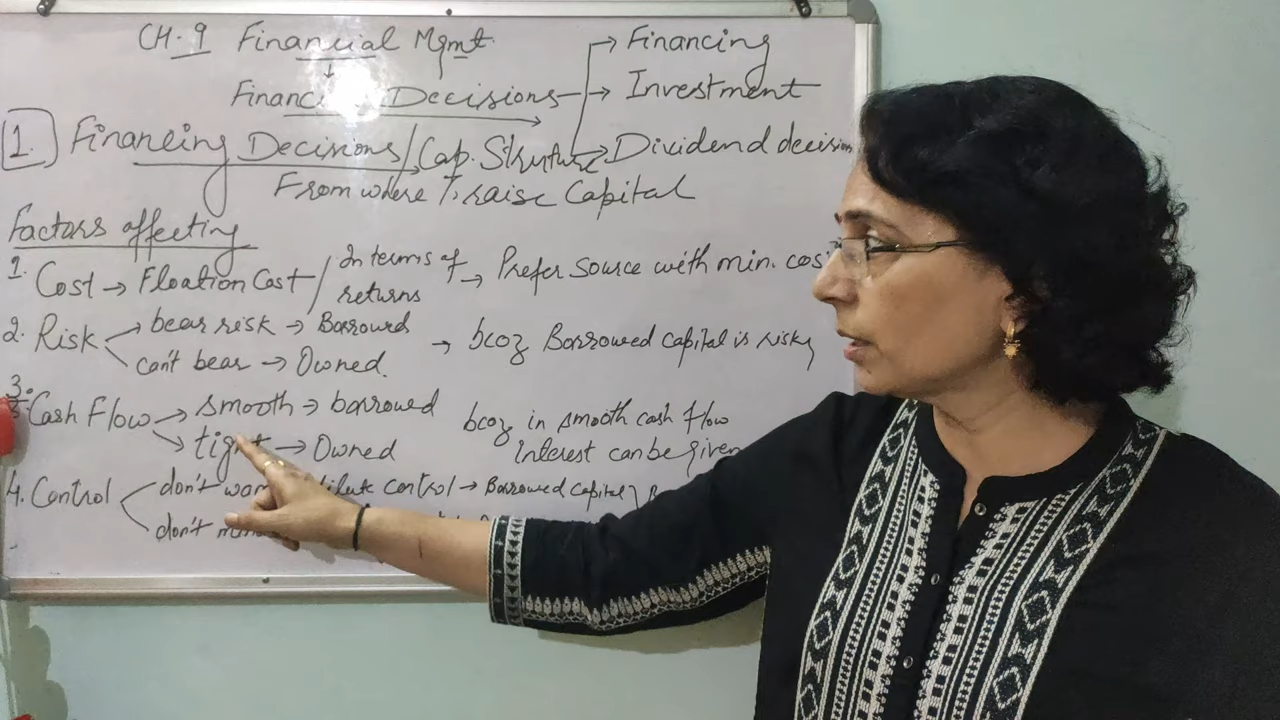 CH.9 Financial Mgmt.
Financing
Decisions → Investment
1. Financing Decisions/Cap. Struture Dividend decision
From where to raise Capital
Factors affecting
1. Cost → Floation Cost / In terms of returns → Prefer source with min. cos
2. Risk → bear risk → Borrowed
can't bear → Owned. → bcoz Borrowed capital is risky
3. Cash Flow → smooth → borrowed bcoz in smooth cash flow
→ tight → Owned Interest can be given
4. Control don't control → Borrowed Capital
don't